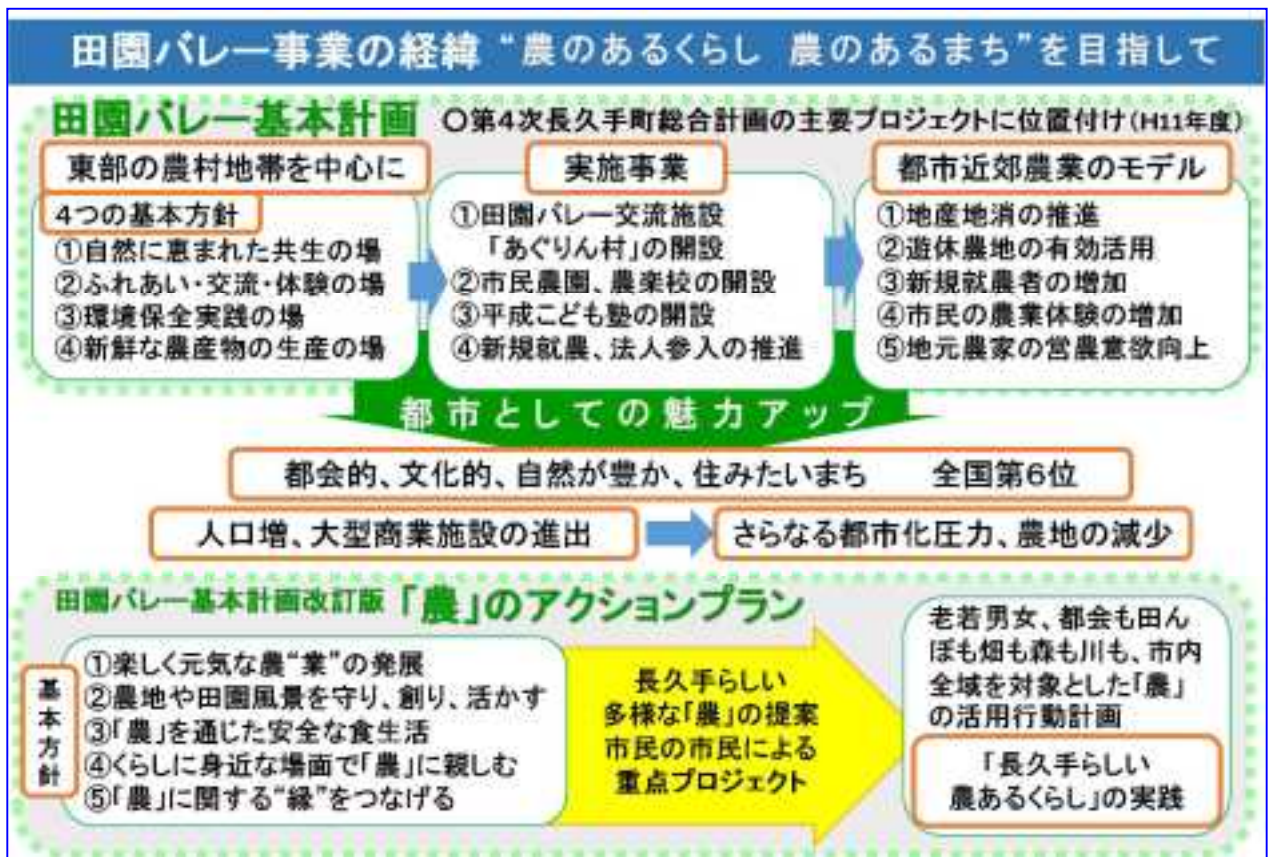 田園バレー事業の経緯 “農のあるくらし 農のあるまち”を目指して
田園バレー基本計画 〇第4次長久手町総合計画の主要プロジェクトに位置付け(H11年度)
東部の農村地帯を中心に
4つの基本方針
①自然に恵まれた共生の場
②ふれあい・交流・体験の場
③環境保全実践の場
④新鮮な農産物の生産の場
実施事業
①田園バレー交流施設
「あぐりん村」の開設
②市民農園、農楽校の開設
③平成こども塾の開設
④新規就農、法人参入の推進
都市近郊農業のモデル
①地産地消の推進
②遊休農地の有効活用
③新規就農者の増加
④市民の農業体験の増加
⑤地元農家の営農意欲向上
都市としての魅力アップ
都会的、文化的、自然が豊か、住みたいまち 全国第6位
人口増、大型商業施設の進出
さらなる都市化圧力、農地の減少
田園バレー基本計画改訂版 「農」のアクションプラン
基本方針
①楽しく元気な農“業”の発展
②農地や田園風景を守り、創り、活かす
③「農」を通じた安全な食生活
④くらしに身近な場面で「農」に親しむ
⑤「農」に関する“縁”をつなげる
長久手らしい
多様な「農」の提案
市民の市民による
重点プロジェクト
老若男女、都会も田ん
ぼも畑も森も川も、市内
全域を対象とした「農」
の活用行動計画
「長久手らしい
農あるくらし」の実践